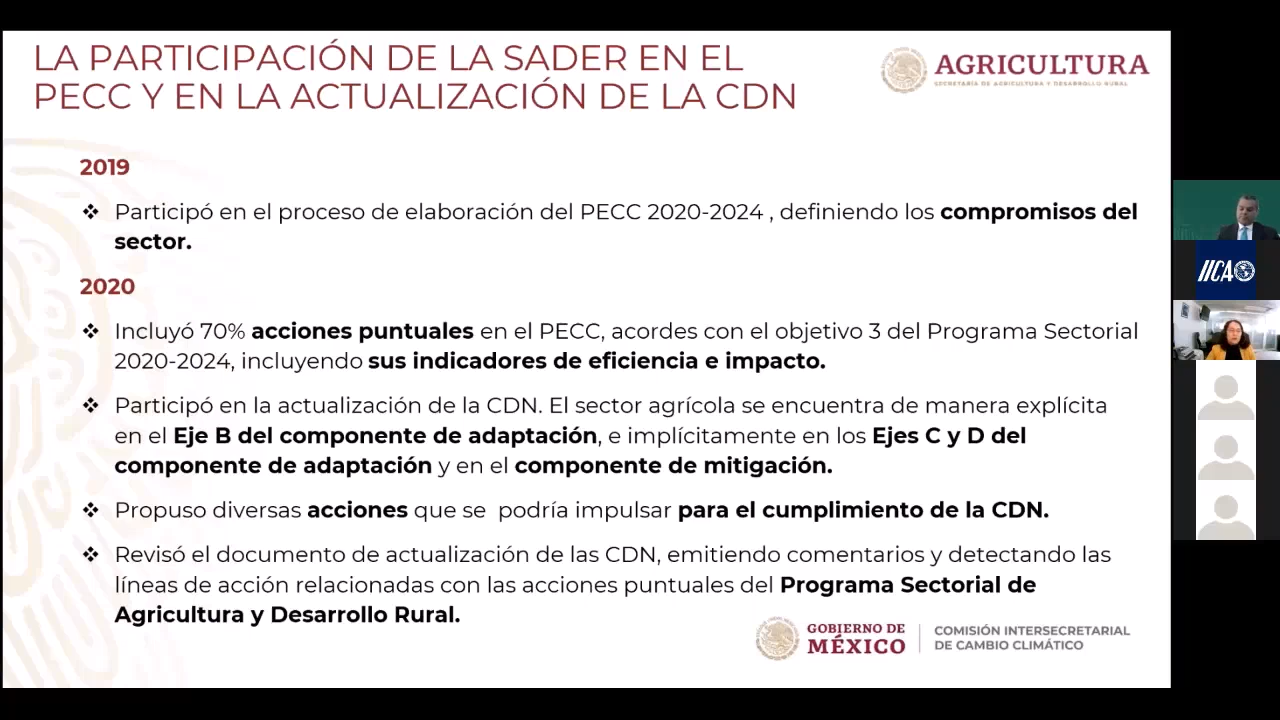 LA PARTICIPACIÓN DE LA SADER EN EL
PECC Y EN LA ACTUALIZACIÓN DE LA CDN
AGRICULTURA
SECRETARÍA DE AGRICULTURA Y DESARROLLO RURAL
2019
❖ Participó en el proceso de elaboración del PECC 2020-2024 , definiendo los compromisos del
sector.
2020
❖ Incluyó 70% acciones puntuales en el PECC, acordes con el objetivo 3 del Programa Sectorial
2020-2024, incluyendo sus indicadores de eficiencia e impacto.
❖ Participó en la actualización de la CDN. El sector agrícola se encuentra de manera explícita
en el Eje B del componente de adaptación, e implícitamente en los Ejes C y D del
componente de adaptación y en el componente de mitigación.
❖ Propuso diversas acciones que se  podría impulsar para el cumplimiento de la CDN.
❖ Revisó el documento de actualización de las CDN, emitiendo comentarios y detectando las
líneas de acción relacionadas con las acciones puntuales del Programa Sectorial de
Agricultura y Desarrollo Rural.
GOBIERNO DE
MÉXICO
COMISIÓN INTERSECRETARIAL
DE CAMBIO CLIMÁTICO
IICA